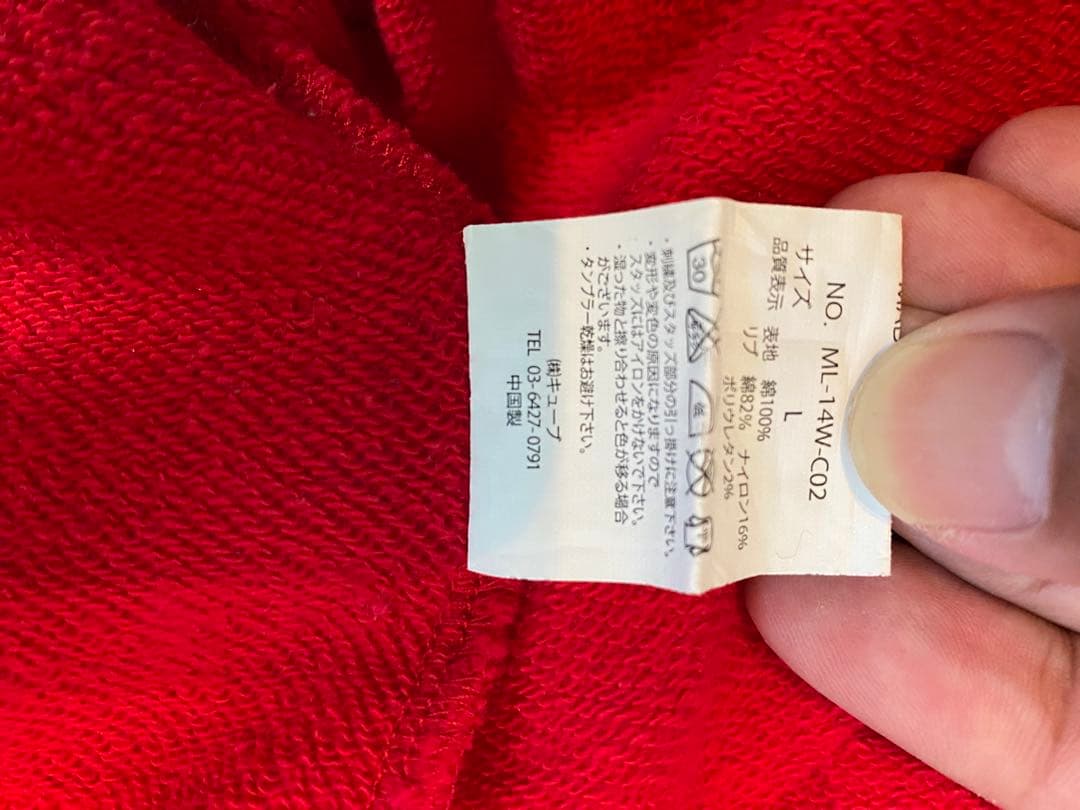 NO. ML-14W-C02
サイズ L
品質表示 表地 綿100%
リブ 綿82% ナイロン16%
ポリウレタン2%
30
低
・刺繍及びスタッズ部分の引っ掛けに注意下さい。
・変形や変色の原因になりますので
スタッズにはアイロンをかけないで下さい。
・湿った物と擦り合わせると色が移る場合
がございます。
・タンブラー乾燥はお避け下さい。
(株)キューブ
TEL 03-6427-0791
中国製